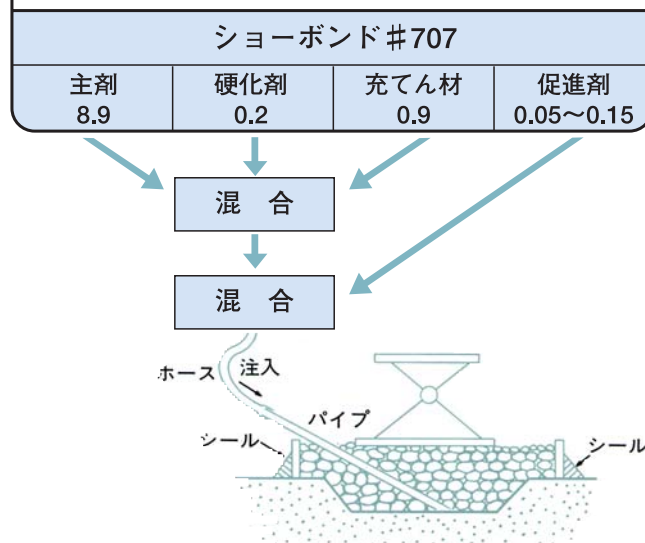 ショーボンド♯707
主剤 硬化剤 充てん材 促進剤
8.9 0.2 0.9 0.05〜0.15
混 合
混 合
ホース 注入
パイプ
シール シール